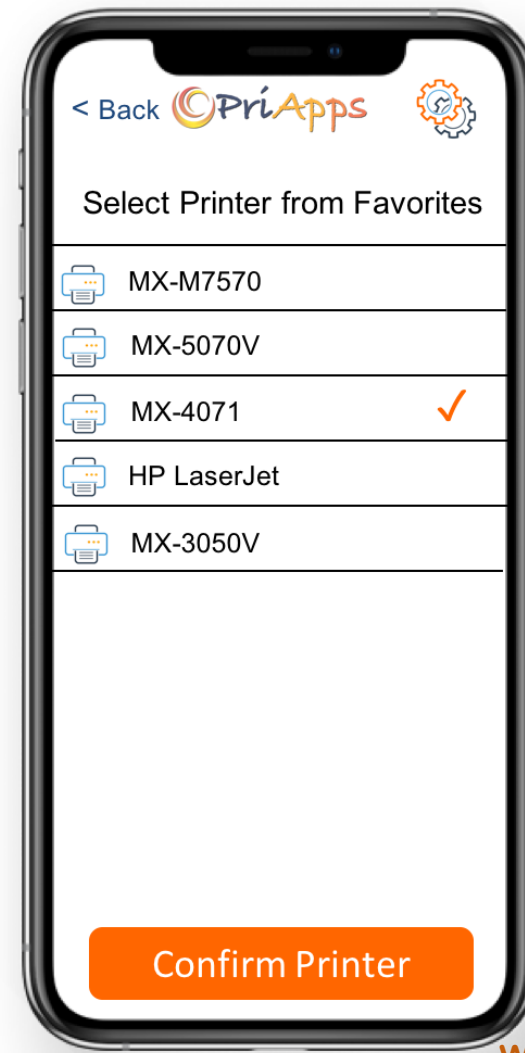 < Back PriApps
Select Printer from Favorites
MX-M7570
MX-5070V
MX-4071
HP LaserJet
MX-3050V
Confirm Printer